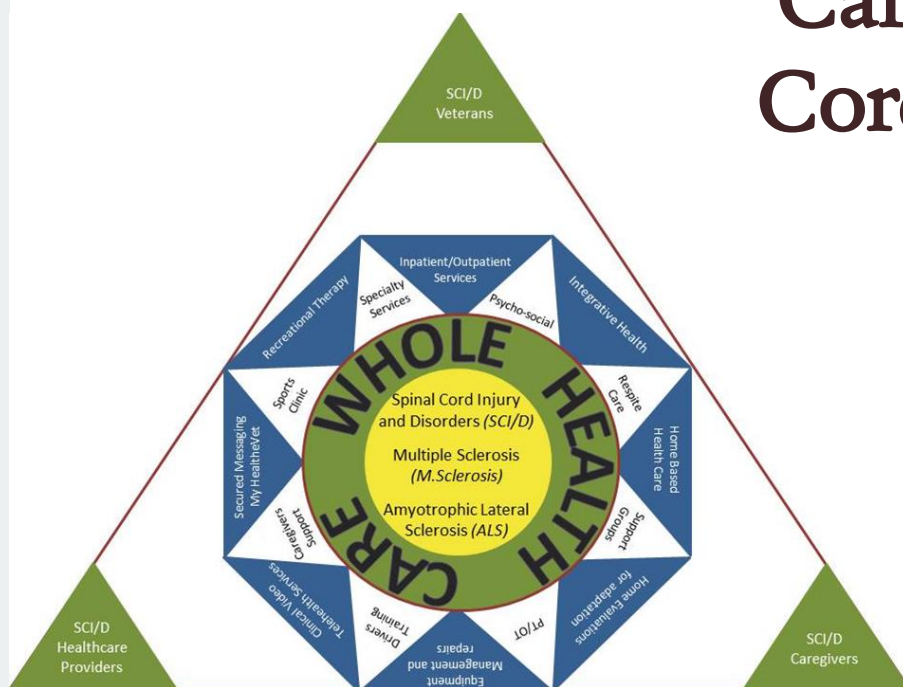 SCI/D
Veterans
Inpatient/Outpatient
Services
Psycho-social
Integrative Health
Respite
Care
Home Based
Health Care
Support
Groups
Home Evaluations
for adaptation
PT/OT
Equipment
Management and
repairs
Drivers
Training
Clinical Video
Telehealth Services
Caregivers
Support
Secured Messaging
My HealtheVet
Sports
Clinic
Recreational Therapy
Specialty
Services
WHOLE HEALTH CARE
Spinal Cord Injury
and Disorders (SCI/D)
Multiple Sclerosis
(M.Sclerosis)
Amyotrophic Lateral
Sclerosis (ALS)
SCI/D
Healthcare
Providers
SCI/D
Caregivers